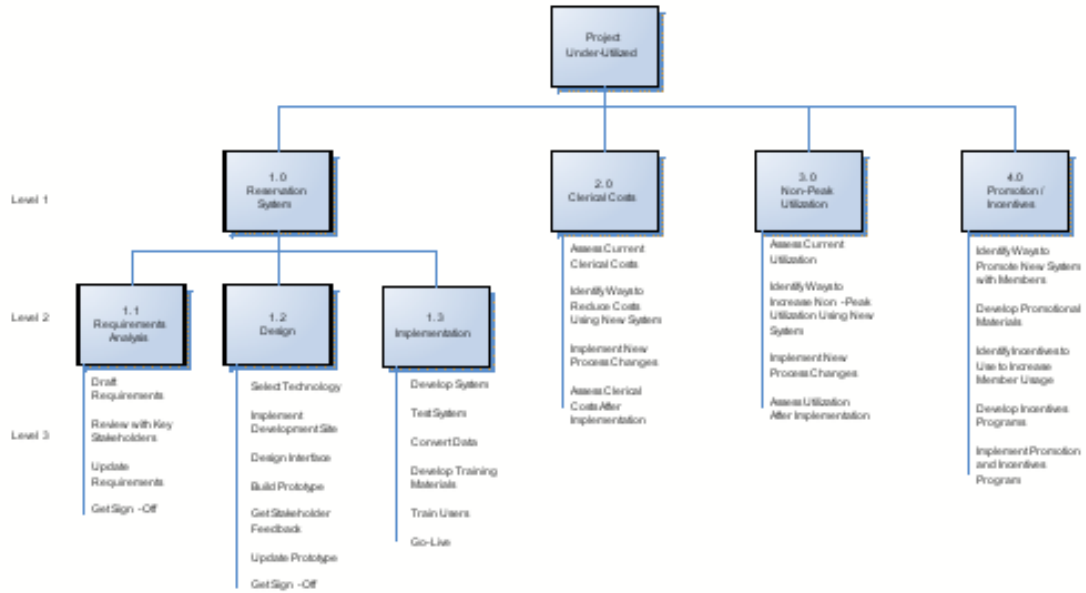 Project
Under-Utilized
Level 1
1.0
Reservation
System
2.0
Clerical Costs
3.0
Non-Peak
Utilization
4.0
Promotion /
Incentives
Assess Current
Clerical Costs
Identify Ways to
Reduce Costs
Using New System
Implement New
Process Changes
Assess Clerical
Costs After
Implementation
Assess Current
Utilization
Identify Ways to
Increase Non -Peak
Utilization Using New
System
Implement New
Process Changes
Assess Utilization
After Implementation
Identify Ways to
Promote New System
with Members
Develop Promotional
Materials
Identify Incentives to
Use to Increase
Member Usage
Develop Incentives
Programs
Implement Promotion
and Incentives
Program
Level 2
1.1
Requirements
Analysis
1.2
Design
1.3
Implementation
Level 3
Draft
Requirements
Review with Key
Stakeholders
Update
Requirements
Get Sign -Off
Select Technology
Implement
Development Site
Design Interface
Build Prototype
Get Stakeholder
Feedback
Update Prototype
Get Sign -Off
Develop System
Test System
Convert Data
Develop Training
Materials
Train Users
Go-Live